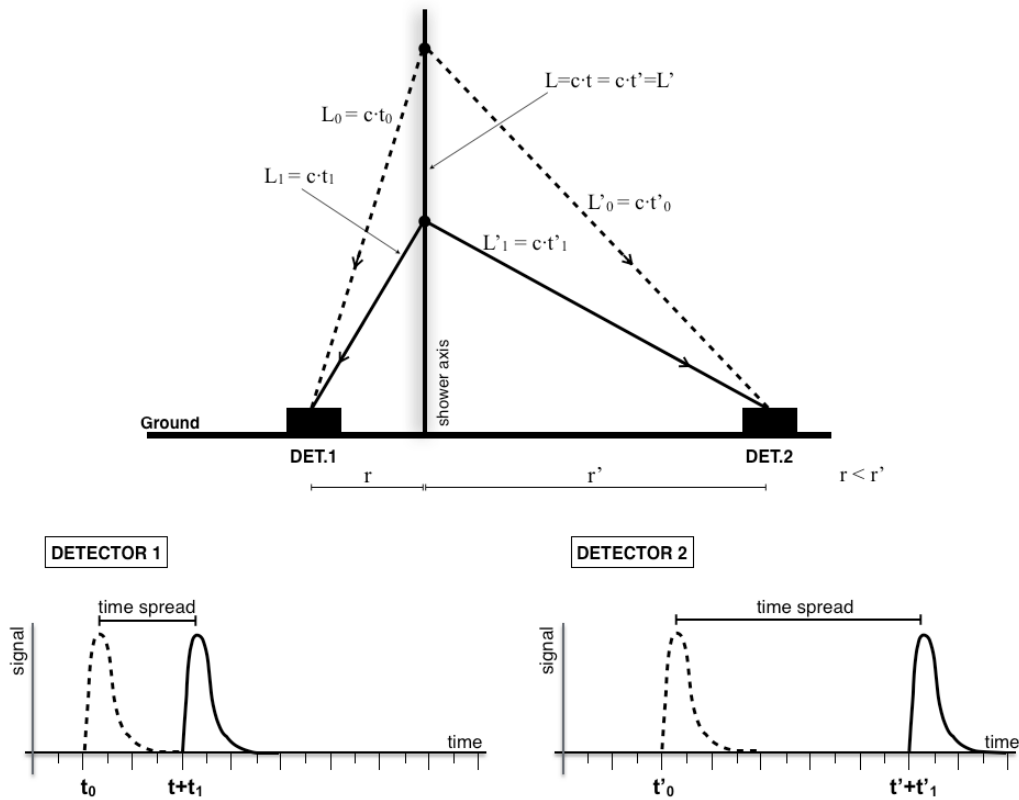 L=c·t = c·t’=L’
L₀ = c·t₀
L₁ = c·t₁
L’₀ = c·t’₀
L’₁ = c·t’₁
shower axis
Ground
DET.1
DET.2
r
r’
r < r’
DETECTOR 1
DETECTOR 2
time spread
time spread
signal
signal
time
time
t₀
t+t₁
t’₀
t’+t’₁